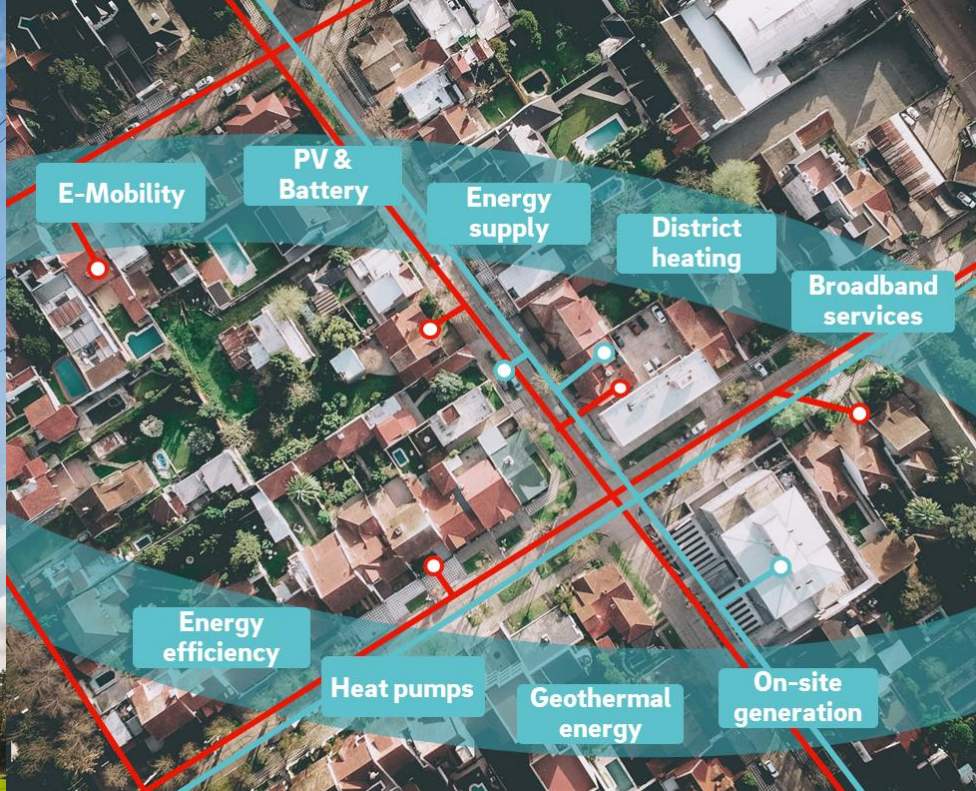 E-Mobility
PV &
Battery
Energy
supply
District
heating
Broadband
services
Energy
efficiency
Heat pumps
Geothermal
energy
On-site
generation